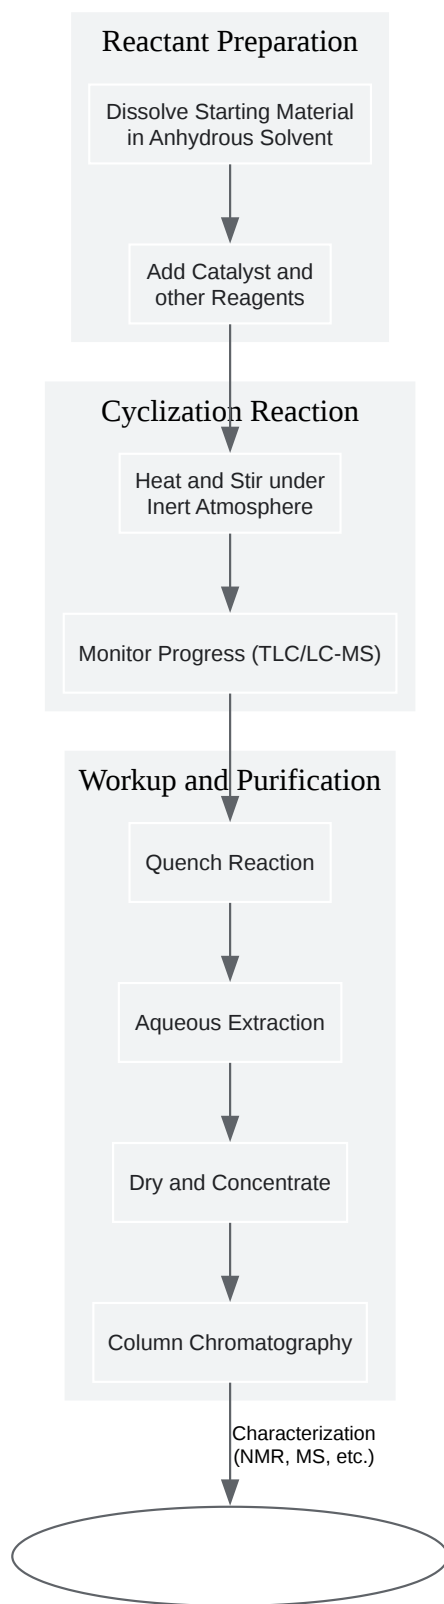 Reactant Preparation
Dissolve Starting Material
in Anhydrous Solvent
Add Catalyst and
other Reagents
Cyclization Reaction
Heat and Stir under
Inert Atmosphere
Monitor Progress (TLC/LC-MS)
Workup and Purification
Quench Reaction
Aqueous Extraction
Dry and Concentrate
Column Chromatography
Characterization
(NMR, MS, etc.)